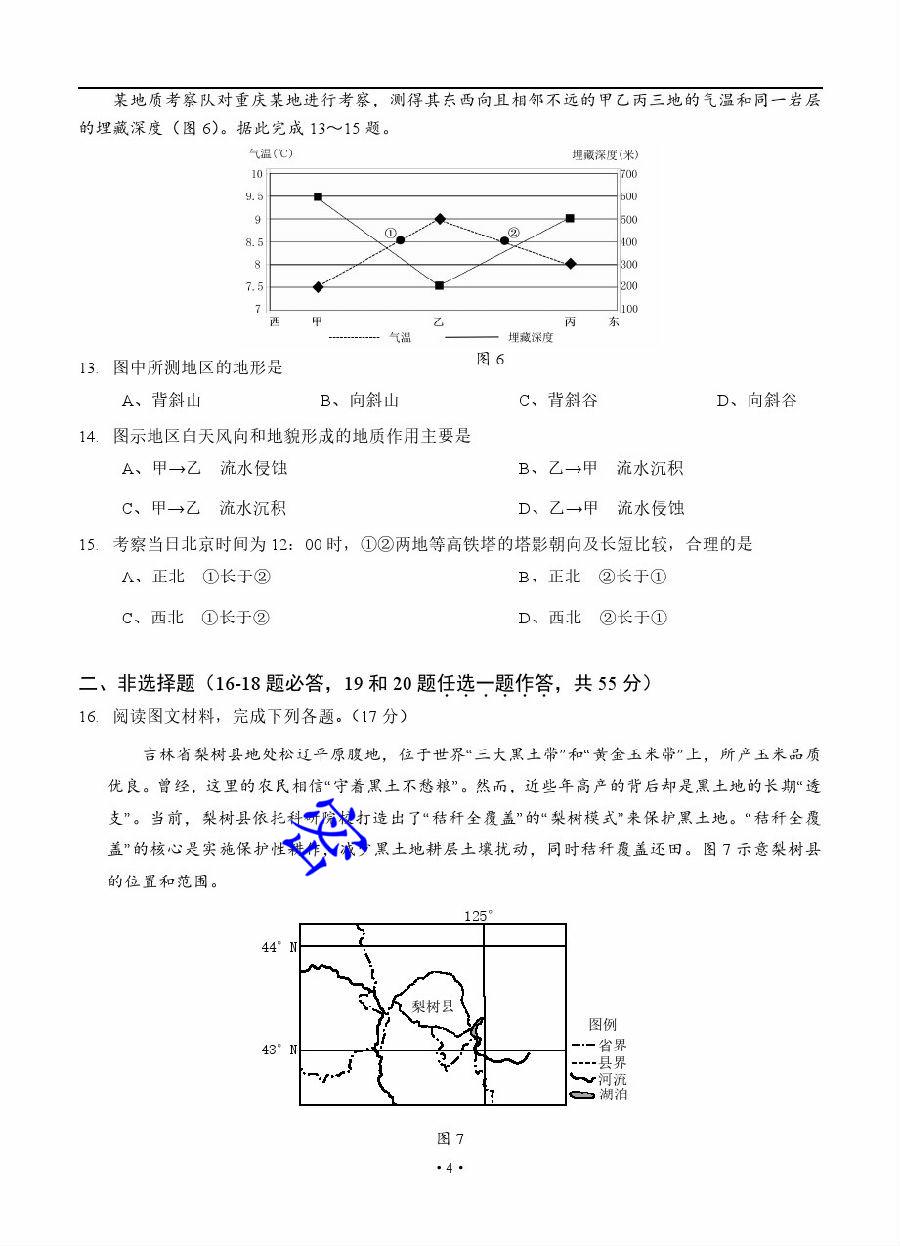 某地质考察队对重庆某地进行考察，测得其东西向且相邻不远的甲乙丙三地的气温和同一岩层
的埋藏深度（图 6）。据此完成 13～15 题。
气温(℃) 埋藏深度(米)
10 700
9.5 600
9 500
① ②
8.5 400
8 300
7.5 200
7 100
西 甲 乙 丙 东
气温 埋藏深度
图 6
13. 图中所测地区的地形是
A、背斜山 B、向斜山 C、背斜谷 D、向斜谷
14. 图示地区白天风向和地貌形成的地质作用主要是
A、甲→乙 流水侵蚀 B、乙→甲 流水沉积
C、甲→乙 流水沉积 D、乙→甲 流水侵蚀
15. 考察当日北京时间为 12：00 时，①②两地等高铁塔的塔影朝向及长短比较，合理的是
A、正北 ①长于② B、正北 ②长于①
C、西北 ①长于② D、西北 ②长于①
二、非选择题（16-18 题必答，19 和 20 题任选一题作答，共 55 分）
16. 阅读图文材料，完成下列各题。（17 分）
吉林省梨树县地处松辽平原腹地，位于世界“三大黑土带”和“黄金玉米带”上，所产玉米品质
优良。曾经，这里的农民相信“守着黑土不愁粮”。然而，近些年高产的背后却是黑土地的长期“透
支”。当前，梨树县依托科研院校打造出了“秸秆全覆盖”的“梨树模式”来保护黑土地。“秸秆全覆
盖”的核心是实施保护性耕作，减少黑土地耕层土壤扰动，同时秸秆覆盖还田。图 7 示意梨树县
的位置和范围。
密
125°
44° N
梨树县
43° N
图例
省界
县界
河流
湖泊
图 7
· 4 ·